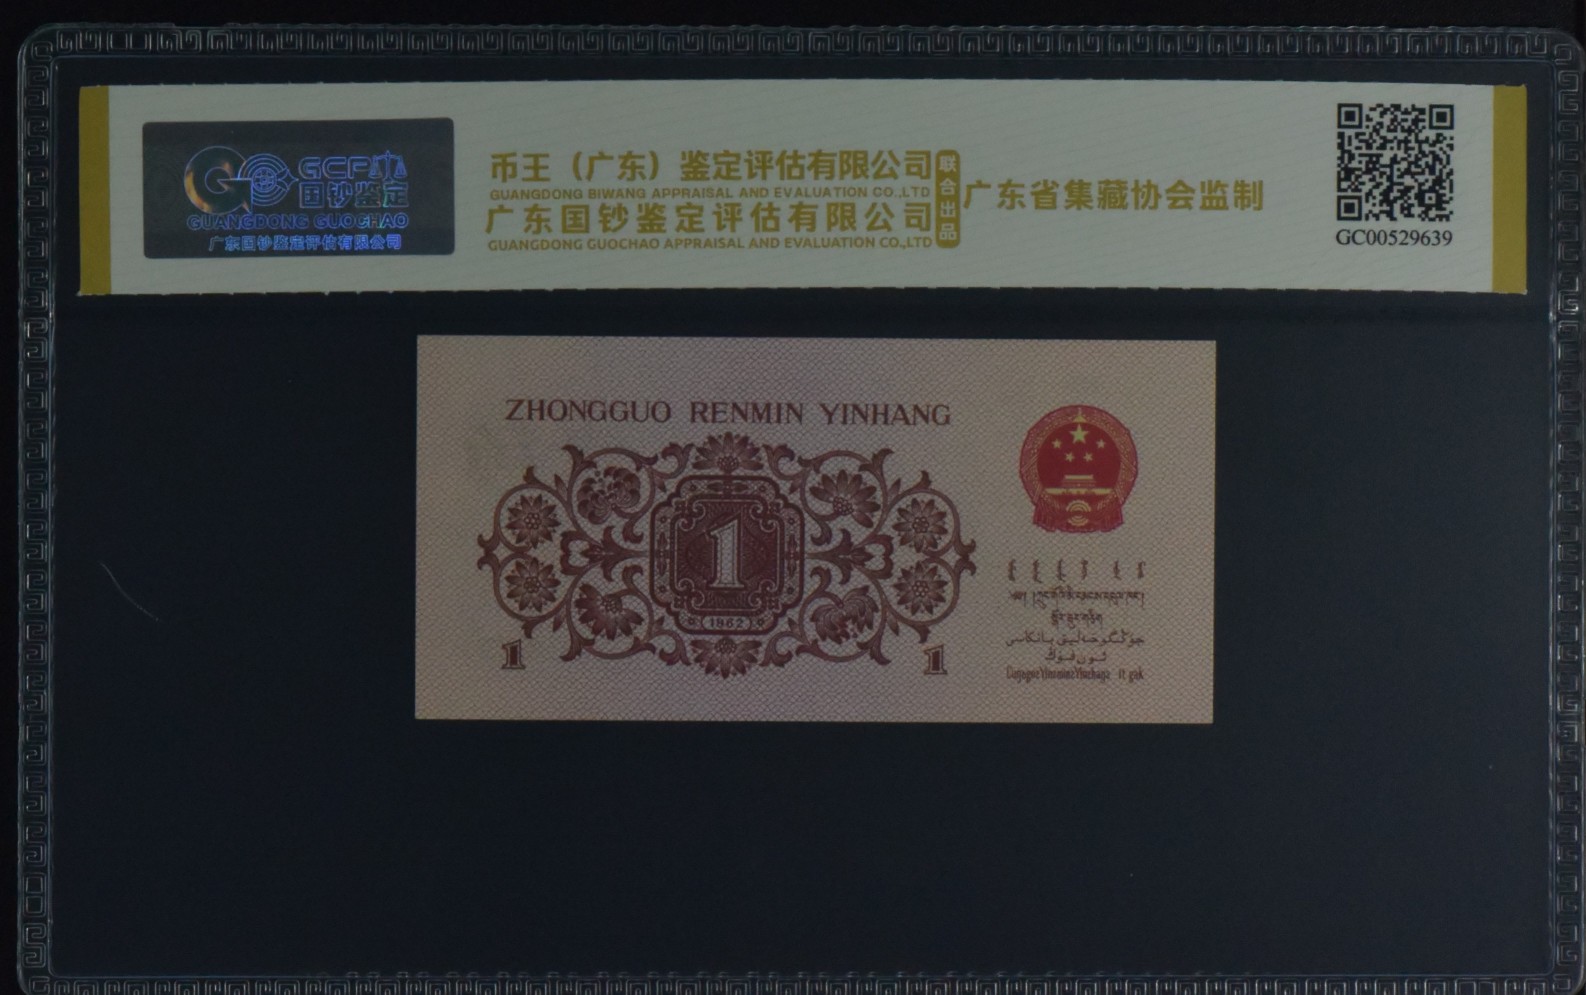 GCP
国钞鉴定
GUANGDONG GUOCHAO
广东国钞鉴定评估有限公司
币王（广东）鉴定评估有限公司
GUANGDONG BIWANG APPRAISAL AND EVALUATION CO.,LTD
广东国钞鉴定评估有限公司
GUANGDONG GUOCHAO APPRAISAL AND EVALUATION CO.,LTD
联合出品
广东省集藏协会监制
GC00529639
ZHONGGUO RENMIN YINHANG
1
1962
1
1
جۇڭگو خەلىق بانكاسى